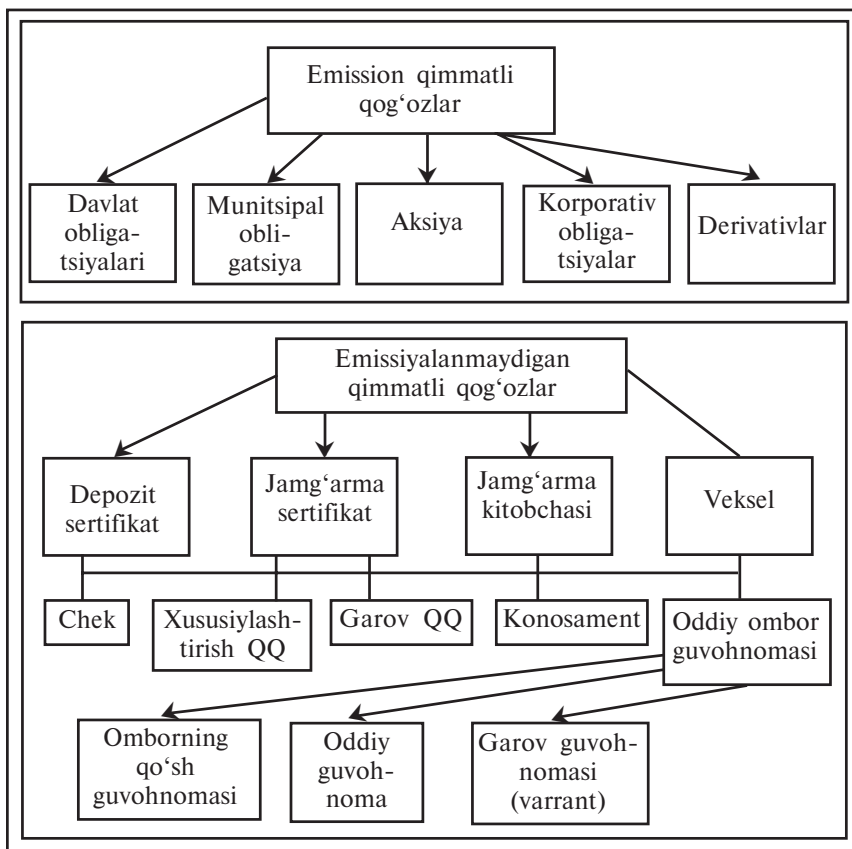 Emission qimmatli
qog‘ozlar
Davlat
obliga-
tsiyalari
Munitsipal
obli-
gatsiya
Aksiya
Korporativ
obliga-
tsiyalar
Derivativlar
Emissiyalanmaydigan
qimmatli qog‘ozlar
Depozit
sertifikat
Jamg‘arma
sertifikat
Jamg‘arma
kitobchasi
Veksel
Chek
Xususiylash-
tirish QQ
Garov QQ
Konosament
Oddiy ombor
guvohnomasi
Omborning
qo‘sh
guvohnomasi
Oddiy
guvoh-
noma
Garov guvoh-
nomasi
(varrant)